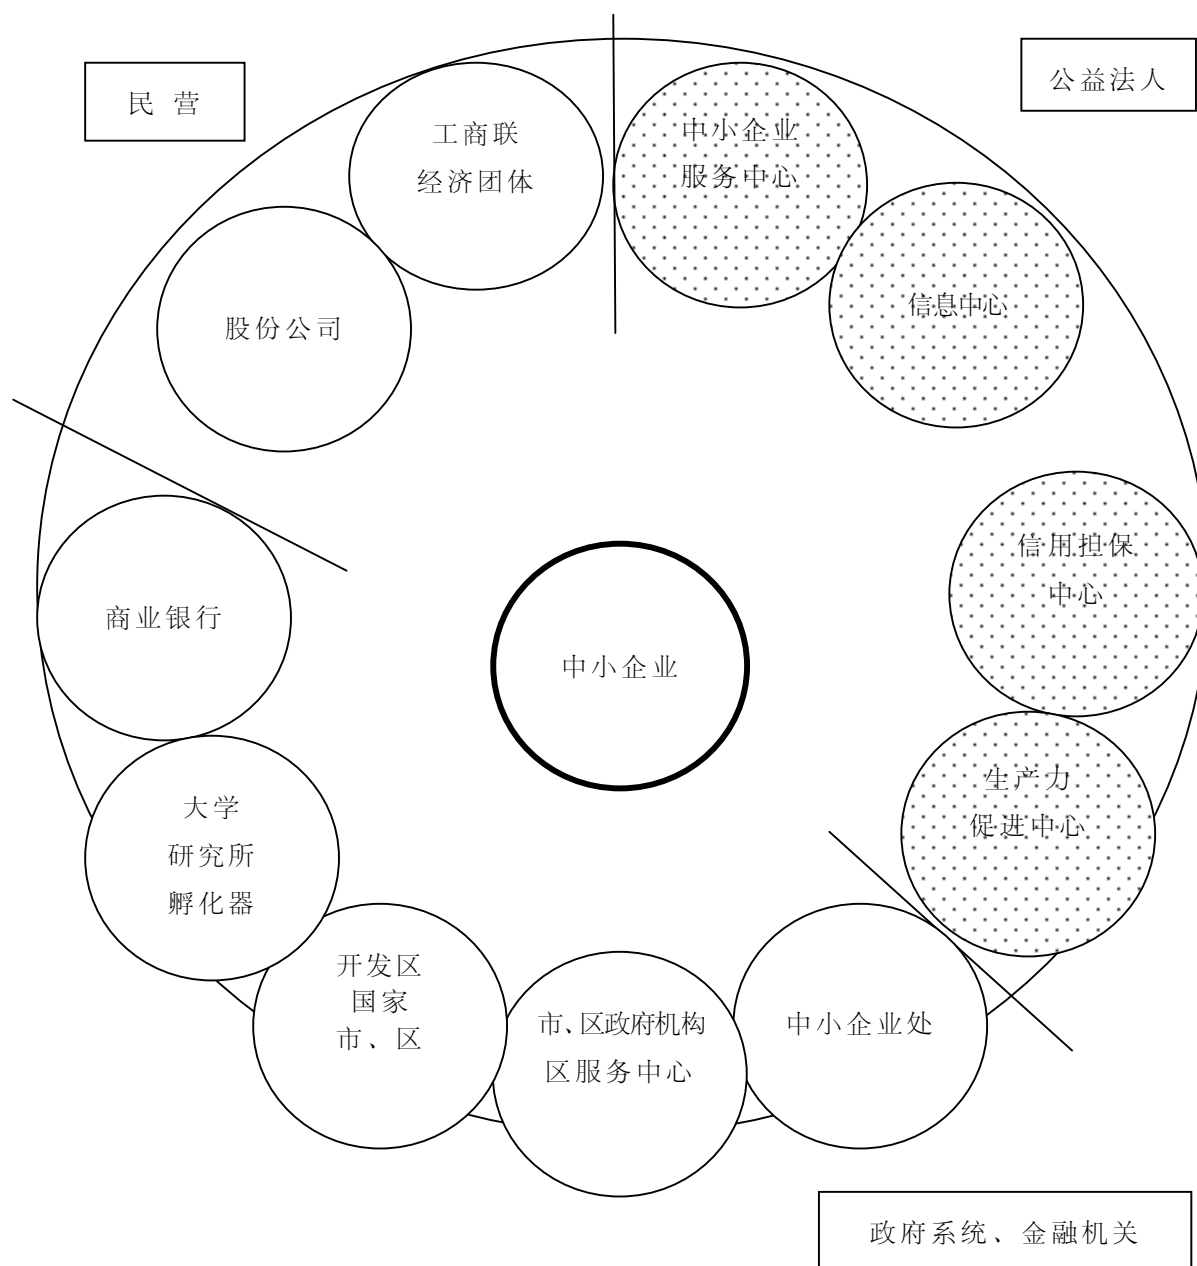 民 营
公益法人
工商联
经济团体
中小企业
服务中心
股份公司
信息中心
信用担保
中心
商业银行
中小企业
生产力
促进中心
大学
研究所
孵化器
开发区
国家
市、区
市、区政府机构
区服务中心
中小企业处
政府系统、金融机关